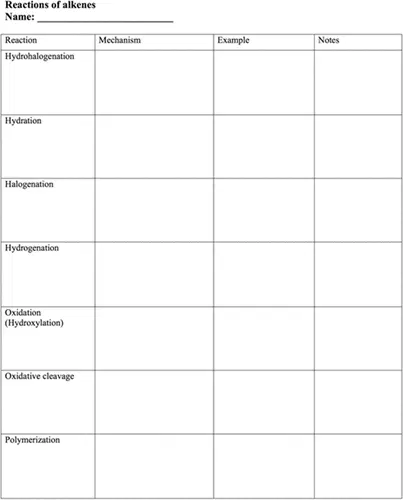 Reactions of alkenes
Name: ___________________________
Reaction Mechanism Example Notes
Hydrohalogenation
Hydration
Halogenation
Hydrogenation
Oxidation
(Hydroxylation)
Oxidative cleavage
Polymerization